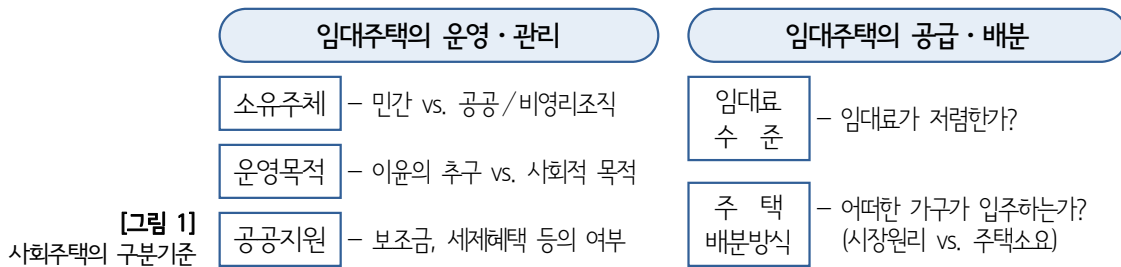 임대주택의 운영·관리
소유주체 – 민간 vs. 공공/비영리조직
운영목적 – 이윤의 추구 vs. 사회적 목적
공공지원 – 보조금, 세제혜택 등의 여부
임대주택의 공급·배분
임대료
수 준
– 임대료가 저렴한가?
주 택
배분방식
– 어떠한 가구가 입주하는가?
(시장원리 vs. 주택소요)
[그림 1]
사회주택의 구분기준